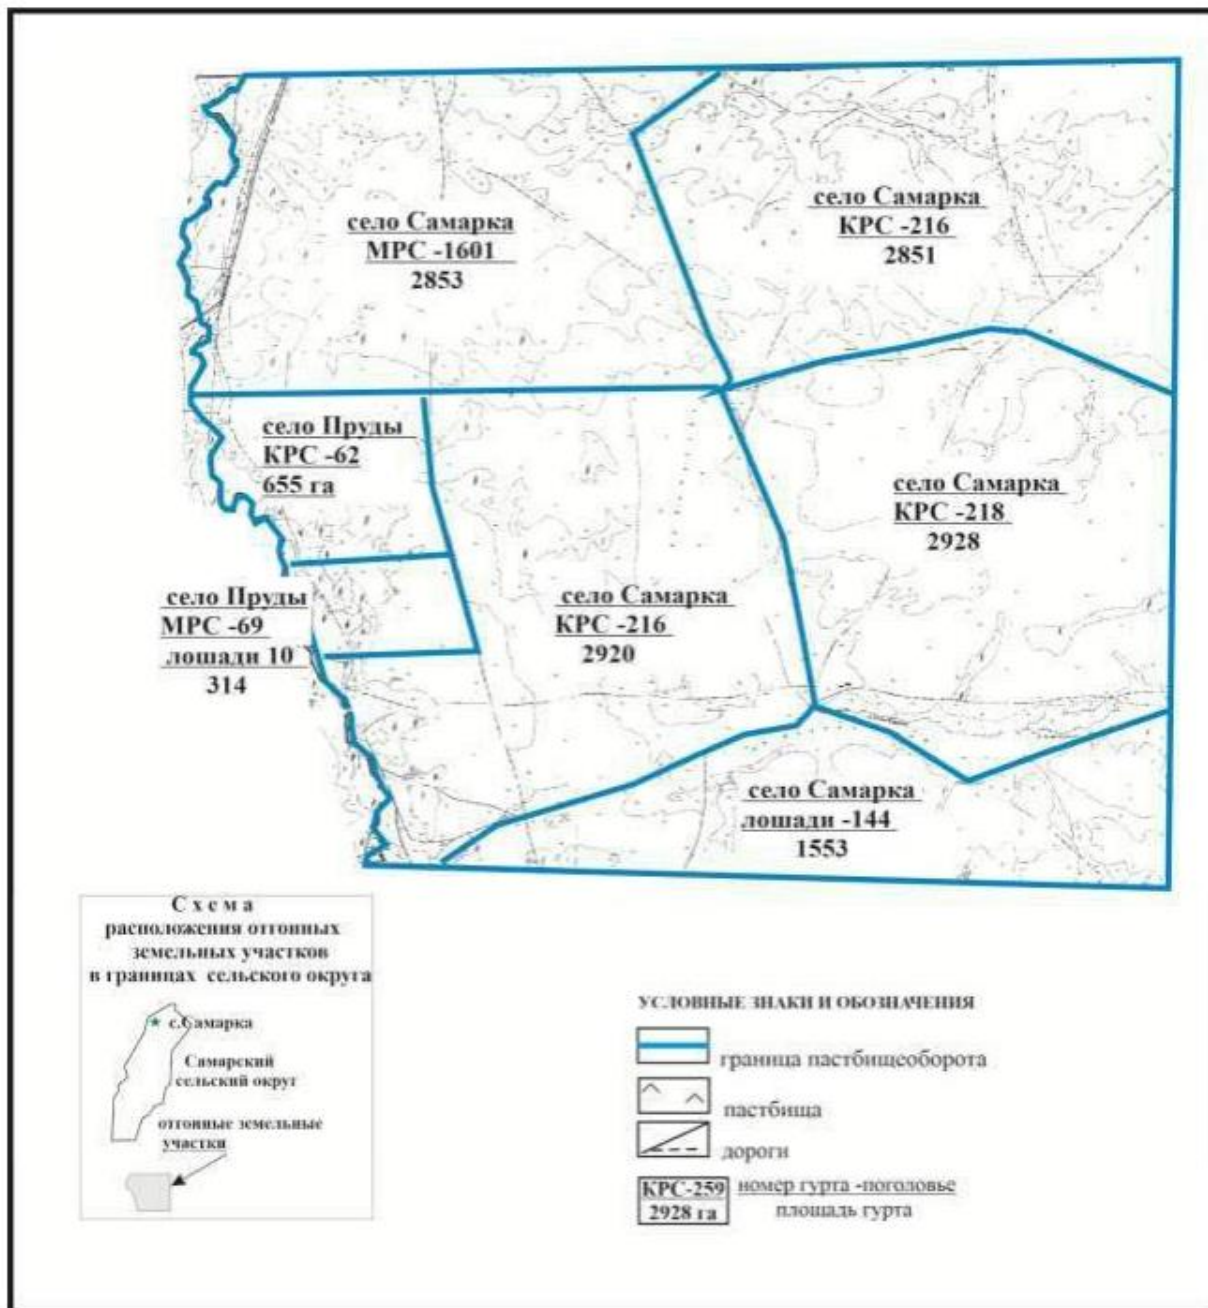 село Самарка
МРС -1601
2853
село Самарка
КРС -216
2851
село Пруды
КРС -62
655 га
село Самарка
КРС -218
2928
село Пруды
МРС -69
лошади 10
314
село Самарка
КРС -216
2920
село Самарка
лошади -144
1553
Схема
расположения отгонных
земельных участков
в границах сельского округа
с.Самарка
Самарский
сельский округ
отгонные земельные
участки
УСЛОВНЫЕ ЗНАКИ И ОБОЗНАЧЕНИЯ
граница пастбищеоборота
пастбища
дороги
КРС-259 номер гурта -поголовье
2928 га площадь гурта